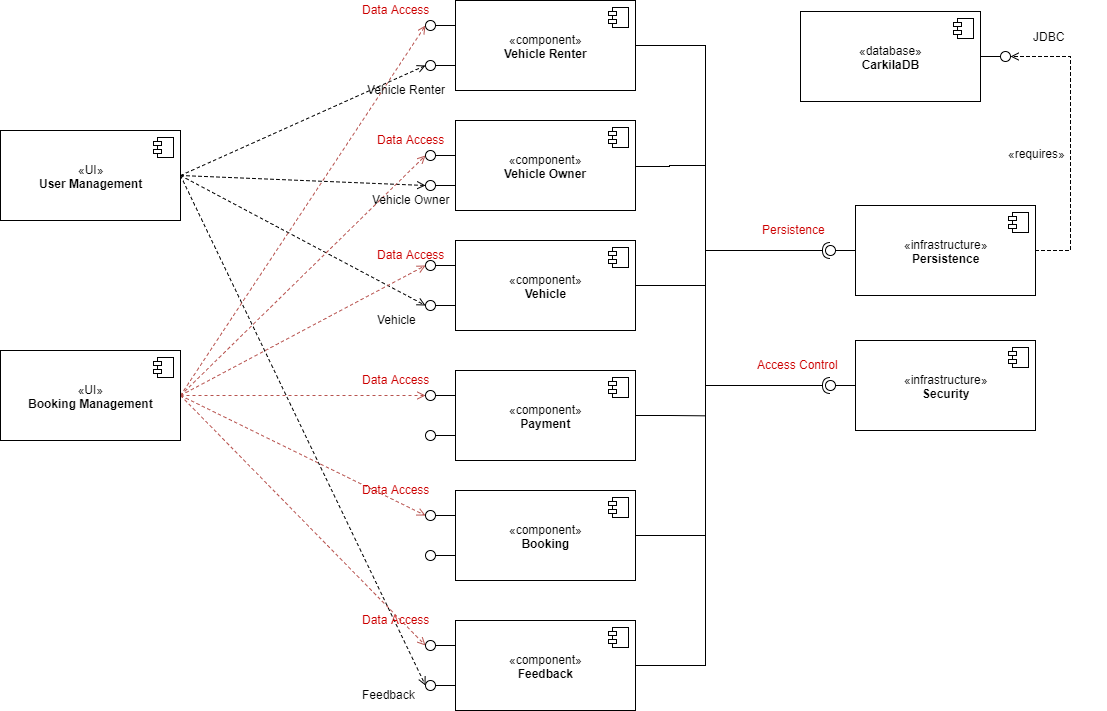 Data Access
«component»
Vehicle Renter
Vehicle Renter
«database»
CarkilaDB
JDBC
«requires»
«UI»
User Management
Data Access
«component»
Vehicle Owner
Vehicle Owner
Data Access
«component»
Vehicle
Vehicle
Persistence
«infrastructure»
Persistence
«UI»
Booking Management
Data Access
«component»
Payment
Access Control
«infrastructure»
Security
Data Access
«component»
Booking
Data Access
«component»
Feedback
Feedback